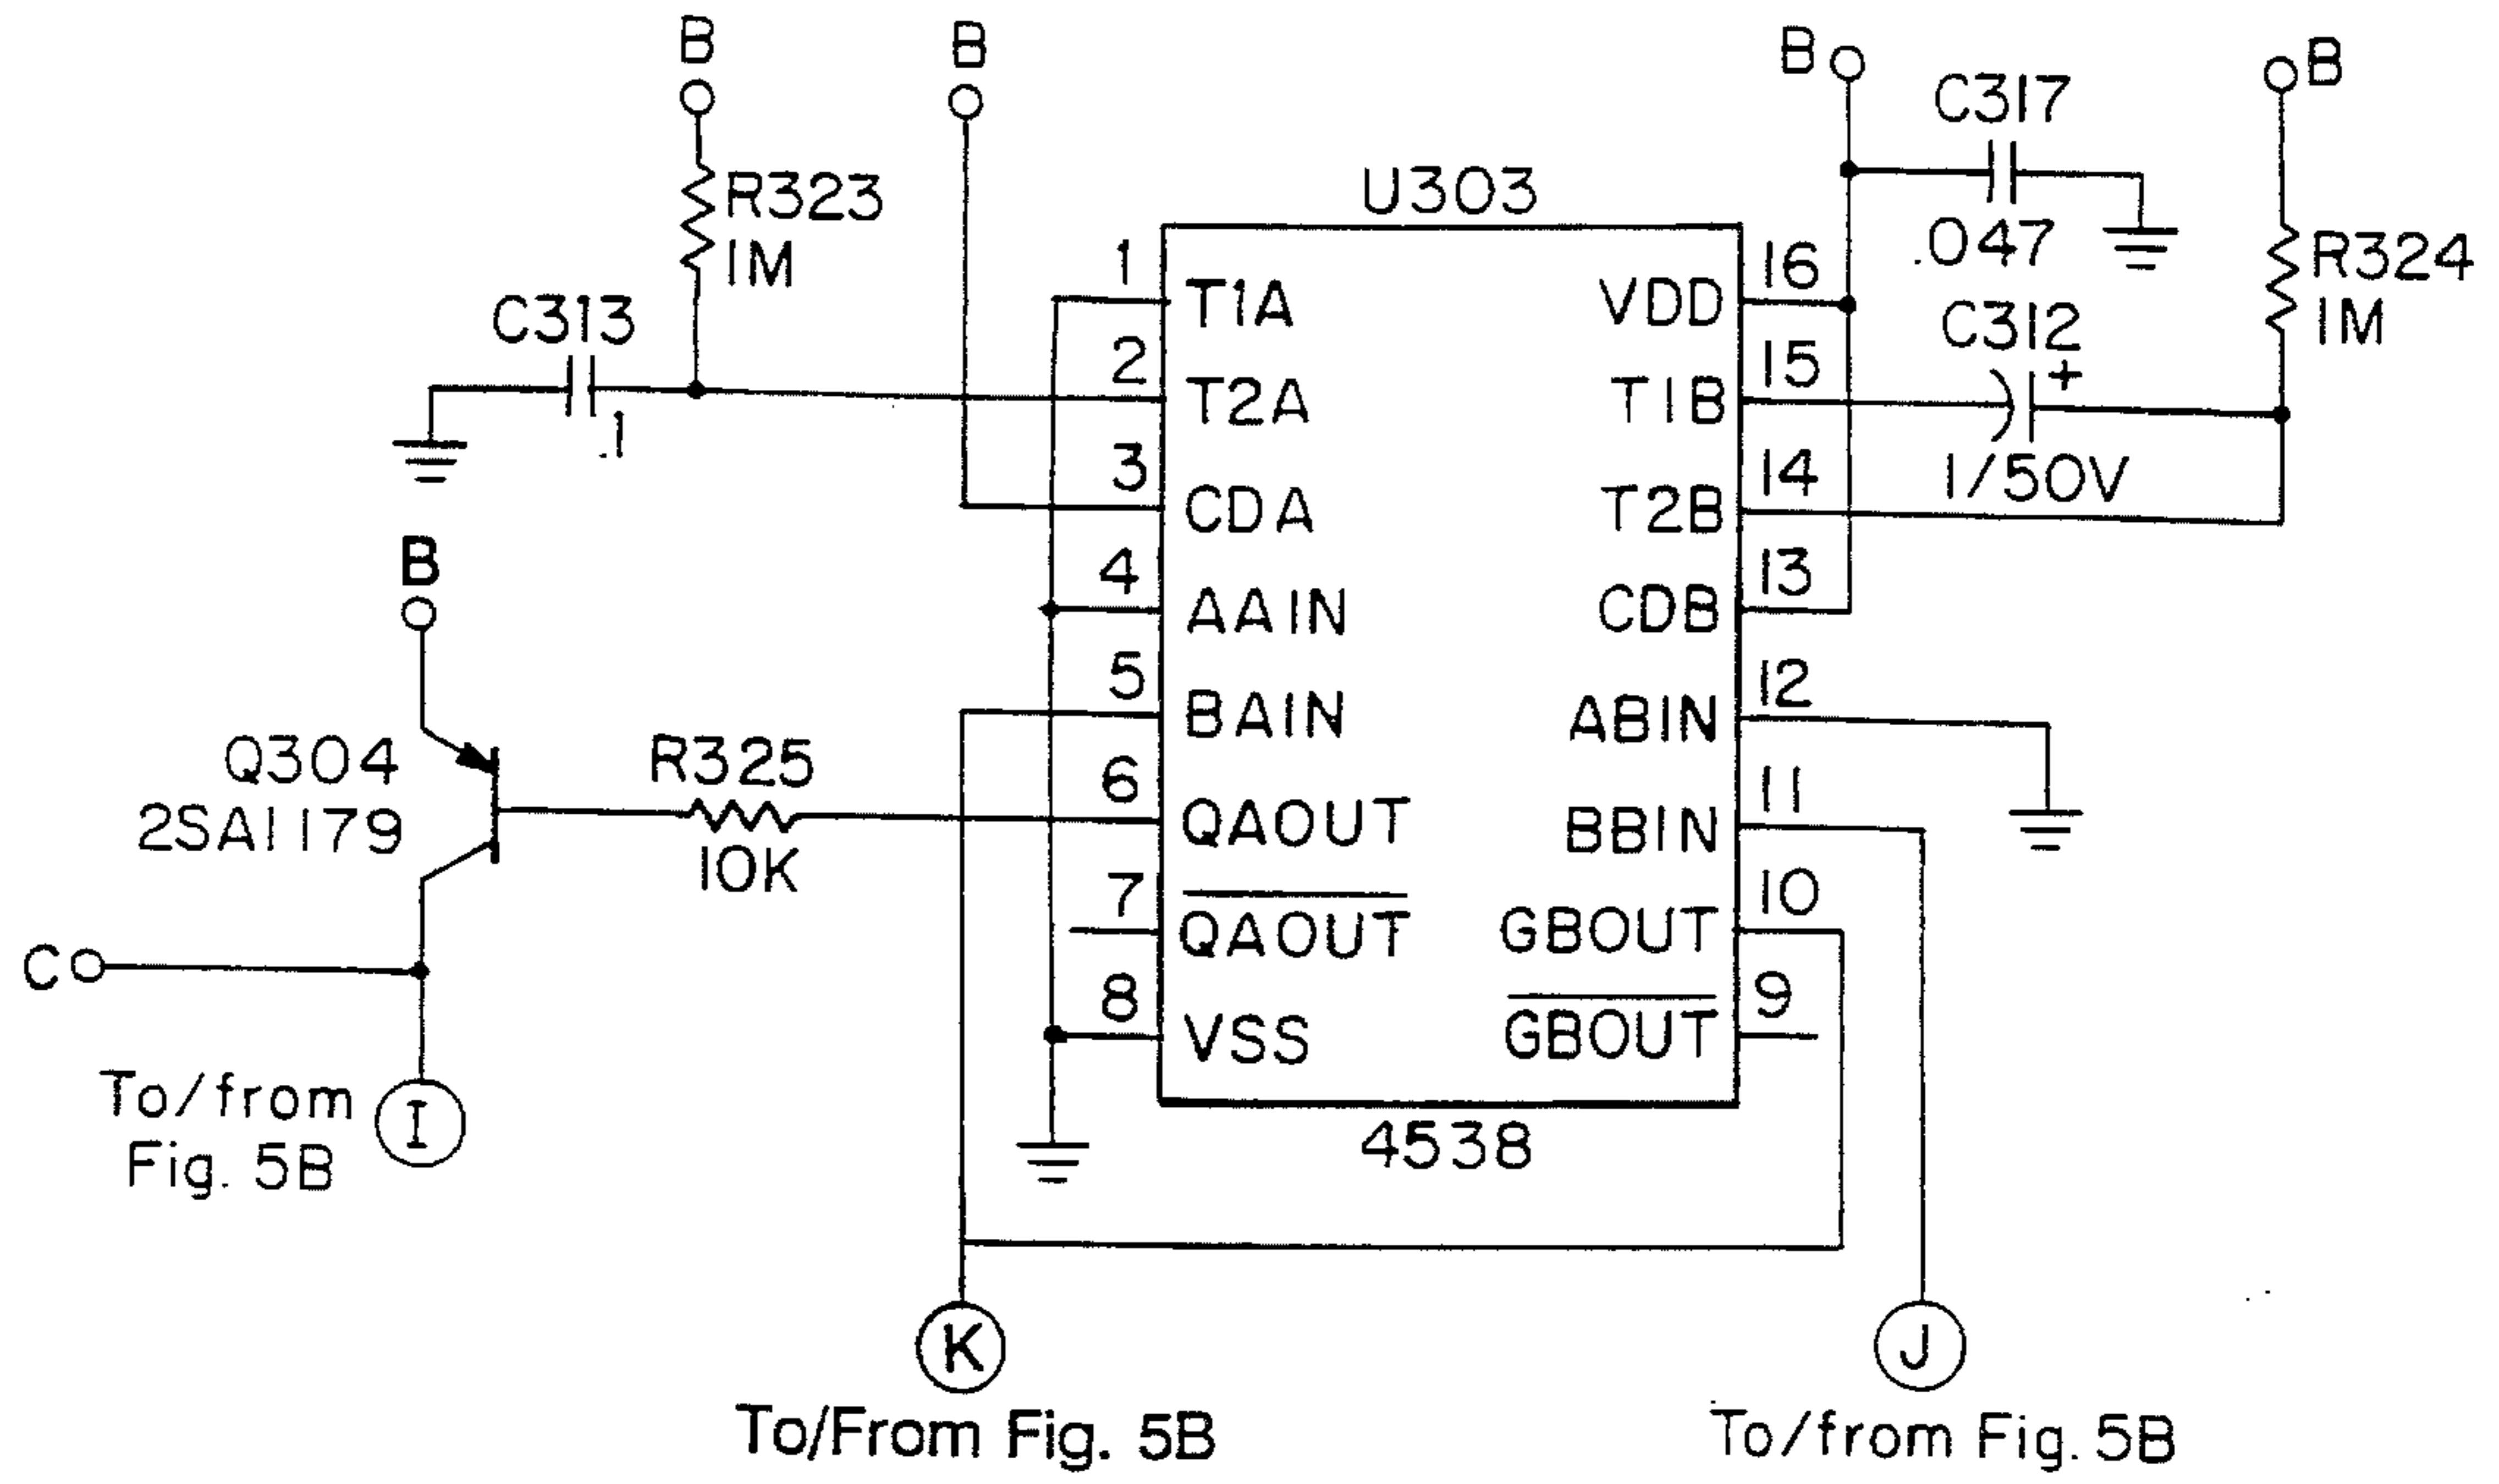 B
B
B
B
C317
.047
R323
1M
U303
R324
1M
C313
.1
C312
+
1/50V
1
T1A
2
T2A
3
CDA
4
AAIN
5
BAIN
6
QAOUT
7
QAOUT
8
VSS
VDD
16
T1B
15
T2B
14
CDB
13
ABIN
12
BBIN
11
GBOUT
10
GBOUT
9
4538
B
Q304
2SA1179
R325
10K
C
To/from
Fig. 5B
I
K
To/From Fig. 5B
J
To/from Fig. 5B